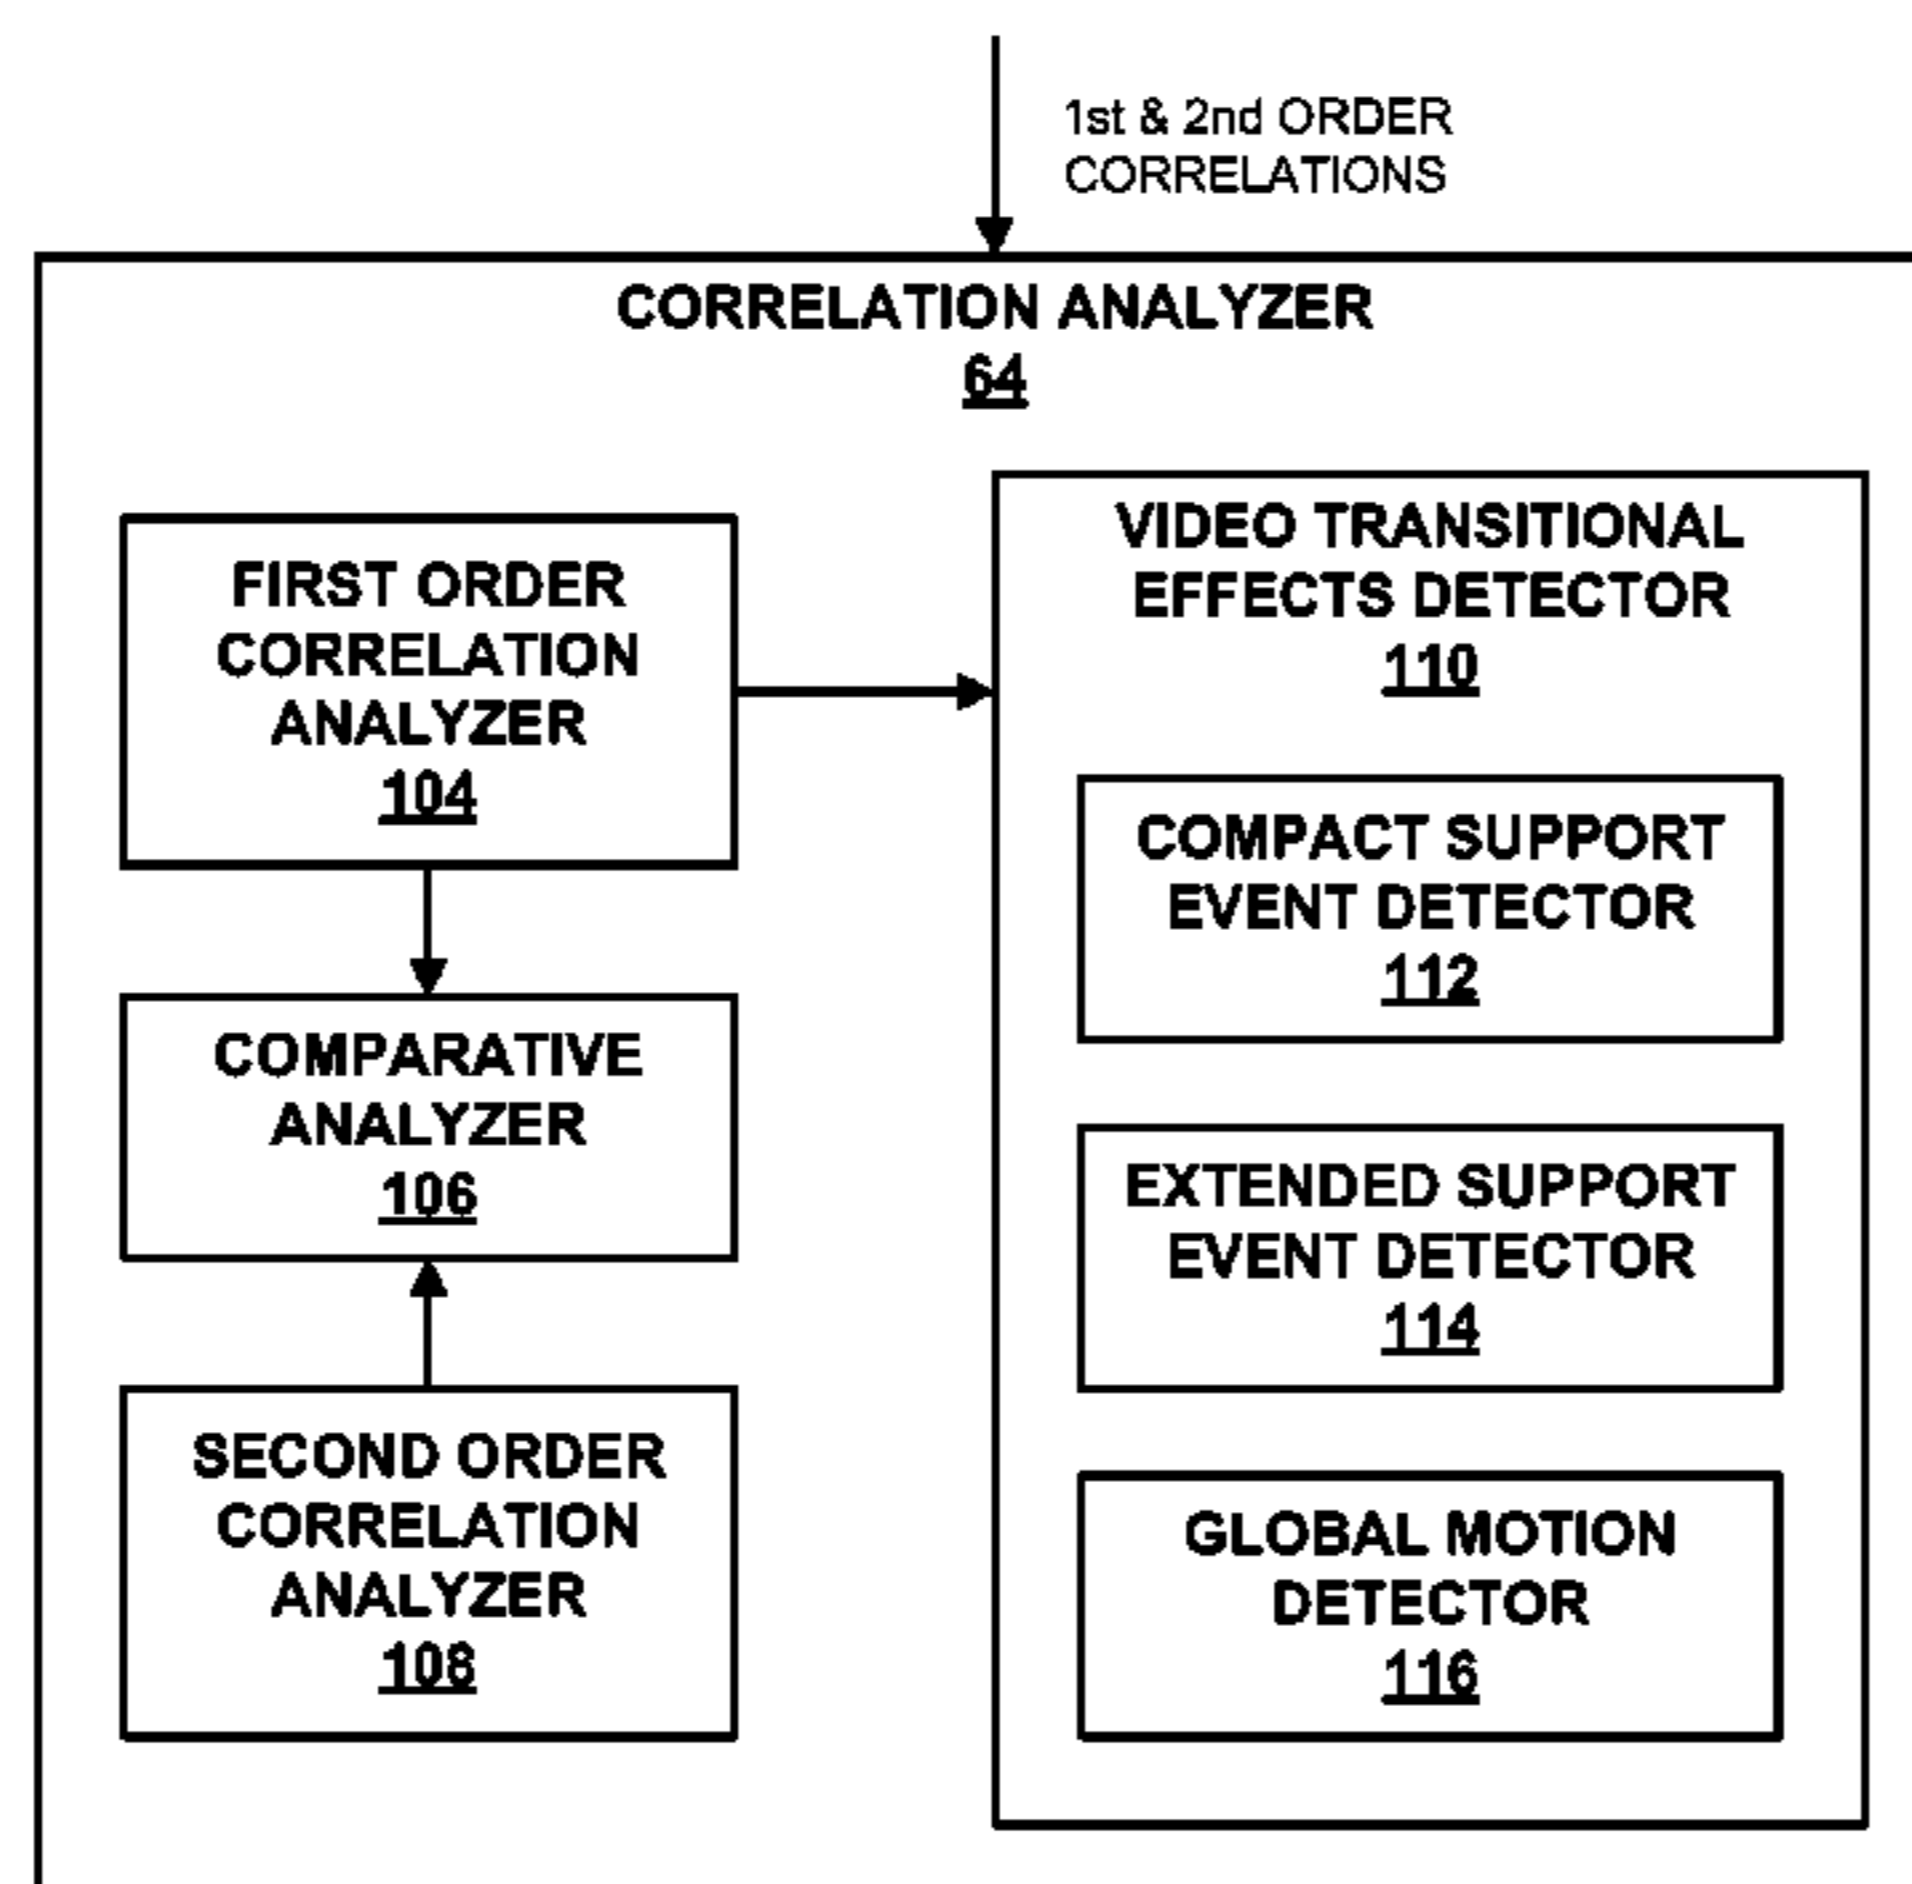 1st & 2nd ORDER
CORRELATIONS
CORRELATION ANALYZER
64
FIRST ORDER
CORRELATION
ANALYZER
104
COMPARATIVE
ANALYZER
106
SECOND ORDER
CORRELATION
ANALYZER
108
VIDEO TRANSITIONAL
EFFECTS DETECTOR
110
COMPACT SUPPORT
EVENT DETECTOR
112
EXTENDED SUPPORT
EVENT DETECTOR
114
GLOBAL MOTION
DETECTOR
116